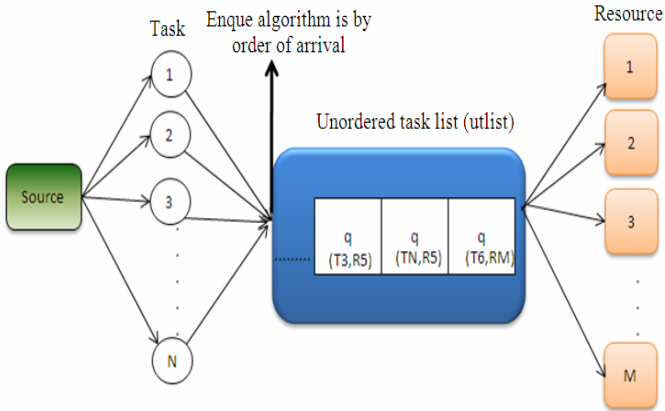 Task
Enque algorithm is by
order of arrival
Resource
Unordered task list (utlist)
Source
1
2
3
N
q
(T3,R5)
q
(TN,R5)
q
(T6,RM)
1
2
3
M